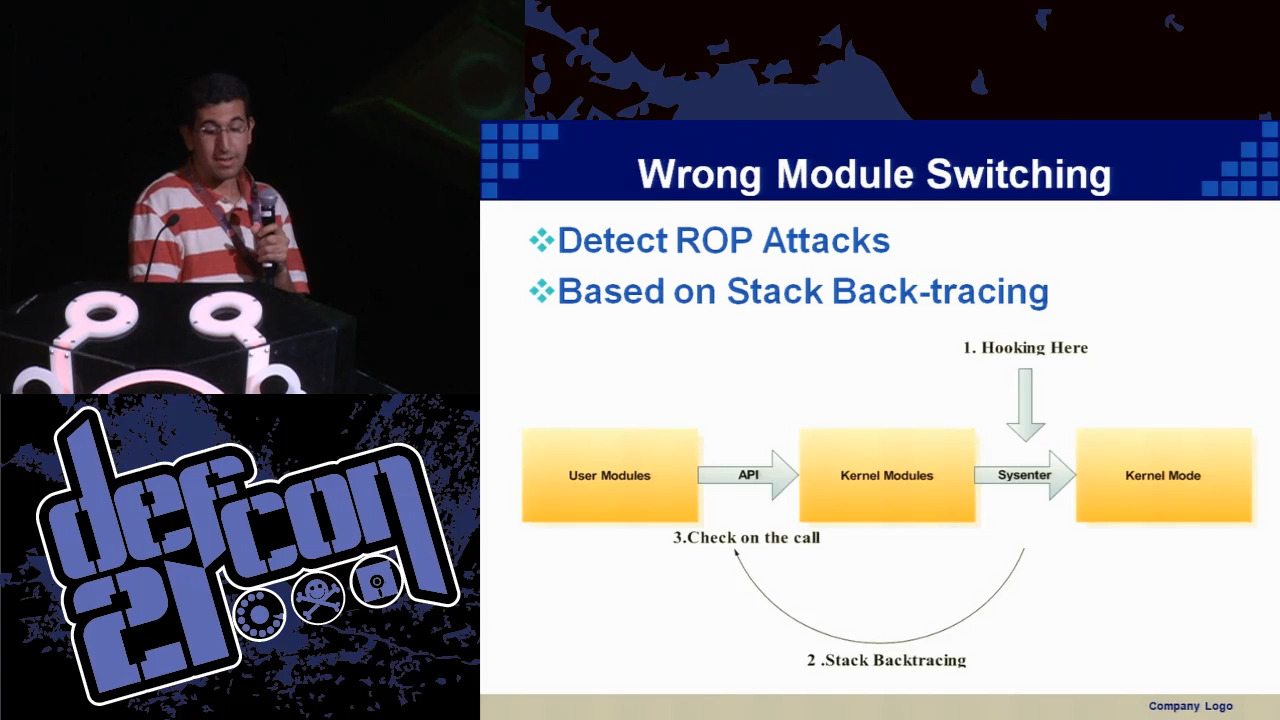 Wrong Module Switching
Detect ROP Attacks
Based on Stack Back-tracing
1. Hooking Here
User Modules
API
Kernel Modules
Sysenter
Kernel Mode
3.Check on the call
2 .Stack Backtracing
Company Logo
defcon
21